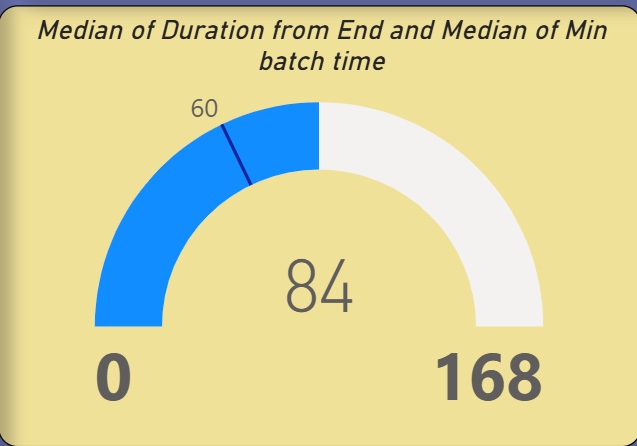 Median of Duration from End and Median of Min
batch time
60
84
0
168